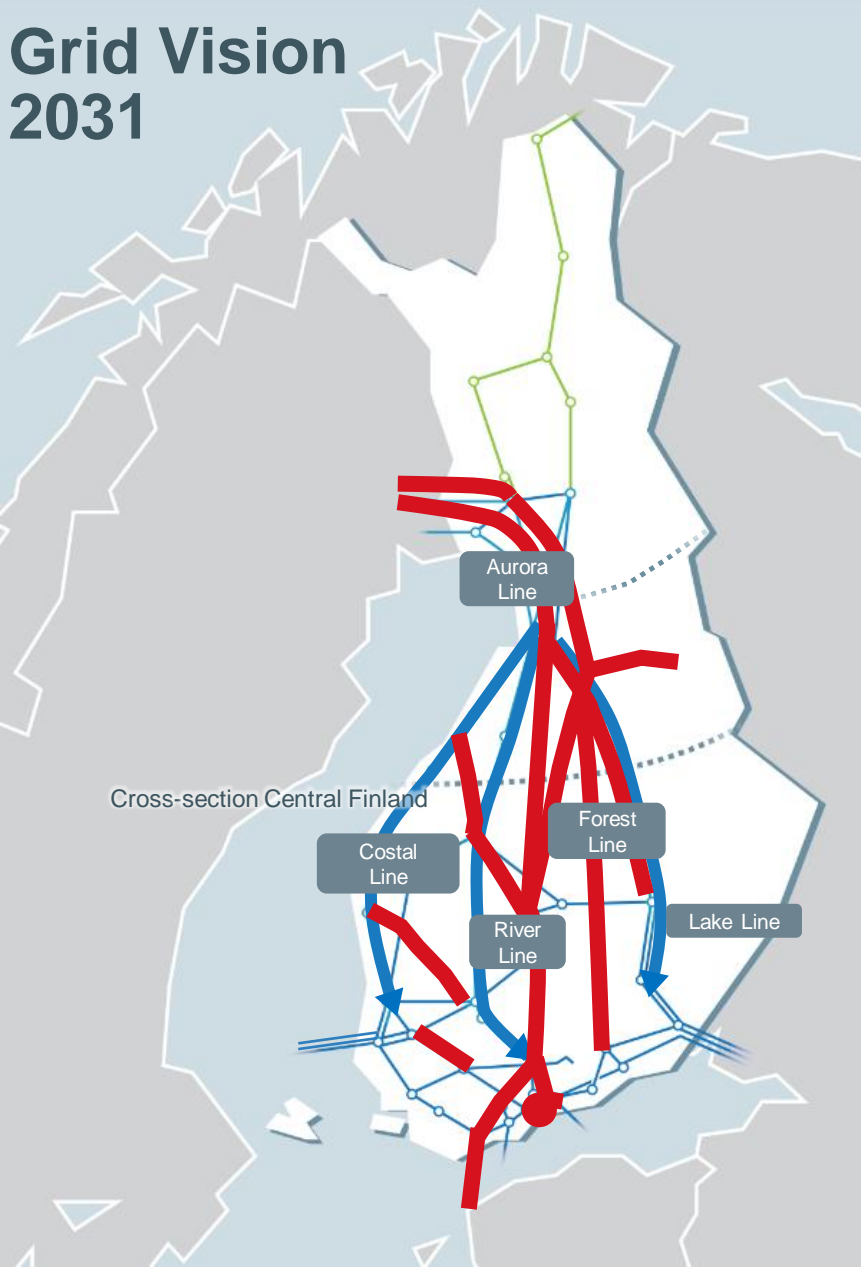 Grid Vision
2031
Aurora
Line
Cross-section Central Finland
Forest
Line
Costal
Line
Lake Line
River
Line